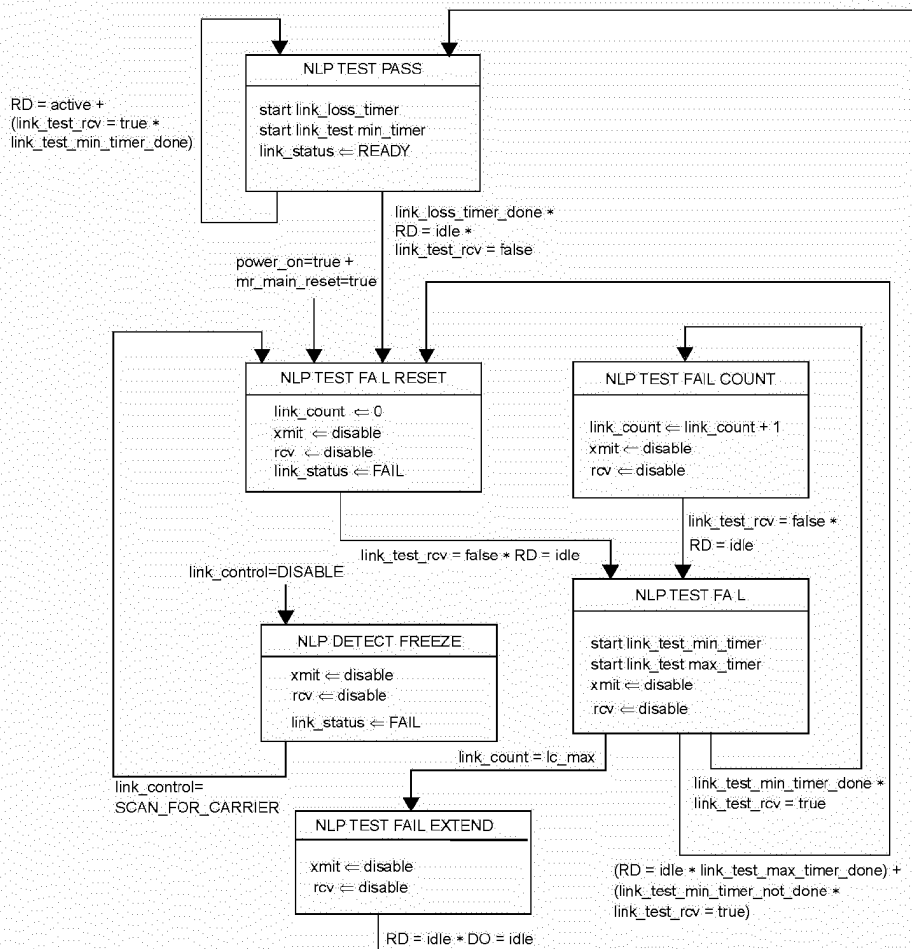 NLP TEST PASS
start link_loss_timer
start link_test min_timer
link_status ⇐ READY
RD = active +
(link_test_rcv = true *
link_test_min_timer_done)
link_loss_timer_done *
RD = idle *
link_test_rcv = false
power_on=true +
mr_main_reset=true
NLP TEST FA L RESET
link_count ⇐ 0
xmit ⇐ disable
rcv ⇐ disable
link_status ⇐ FAIL
NLP TEST FAIL COUNT
link_count ⇐ link_count + 1
xmit ⇐ disable
rcv ⇐ disable
link_test_rcv = false *
RD = idle
link_test_rcv = false * RD = idle
link_control=DISABLE
NLP DETECT FREEZE
xmit ⇐ disable
rcv ⇐ disable
link_status ⇐ FAIL
NLP TEST FA L
start link_test_min_timer
start link_test max_timer
xmit ⇐ disable
rcv ⇐ disable
link_count = lc_max
link_control=
SCAN_FOR_CARRIER
link_test_min_timer_done *
link_test_rcv = true
NLP TEST FAIL EXTEND
xmit ⇐ disable
rcv ⇐ disable
(RD = idle * link_test_max_timer_done) +
(link_test_min_timer_not_done *
link_test_rcv = true)
RD = idle * DO = idle